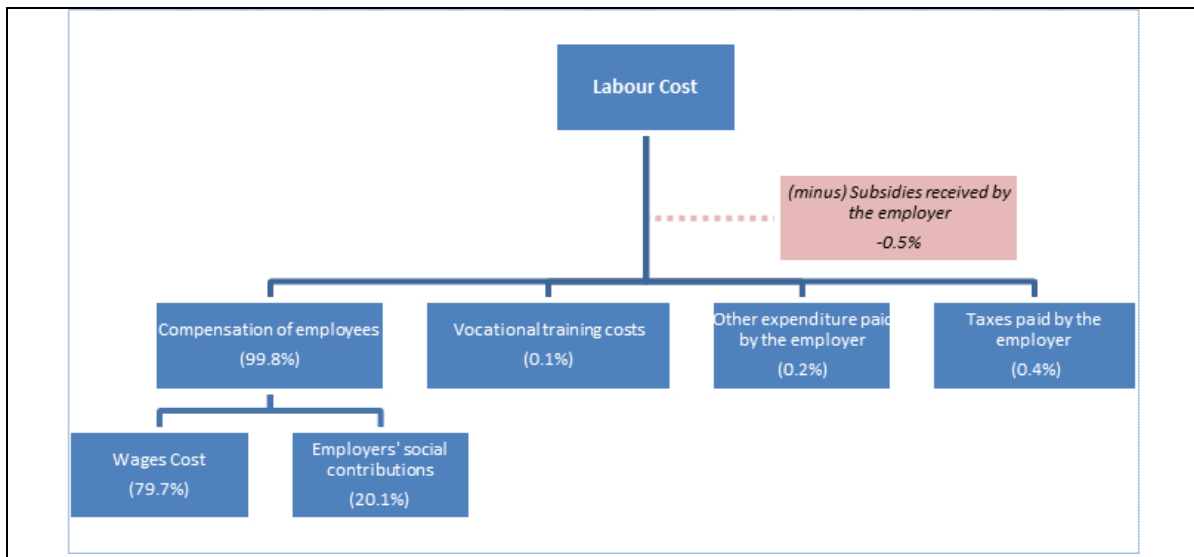 Labour Cost
(minus) Subsidies received by
the employer
-0.5%
Compensation of employees
(99.8%)
Vocational training costs
(0.1%)
Other expenditure paid
by the employer
(0.2%)
Taxes paid by the
employer
(0.4%)
Wages Cost
(79.7%)
Employers' social
contributions
(20.1%)